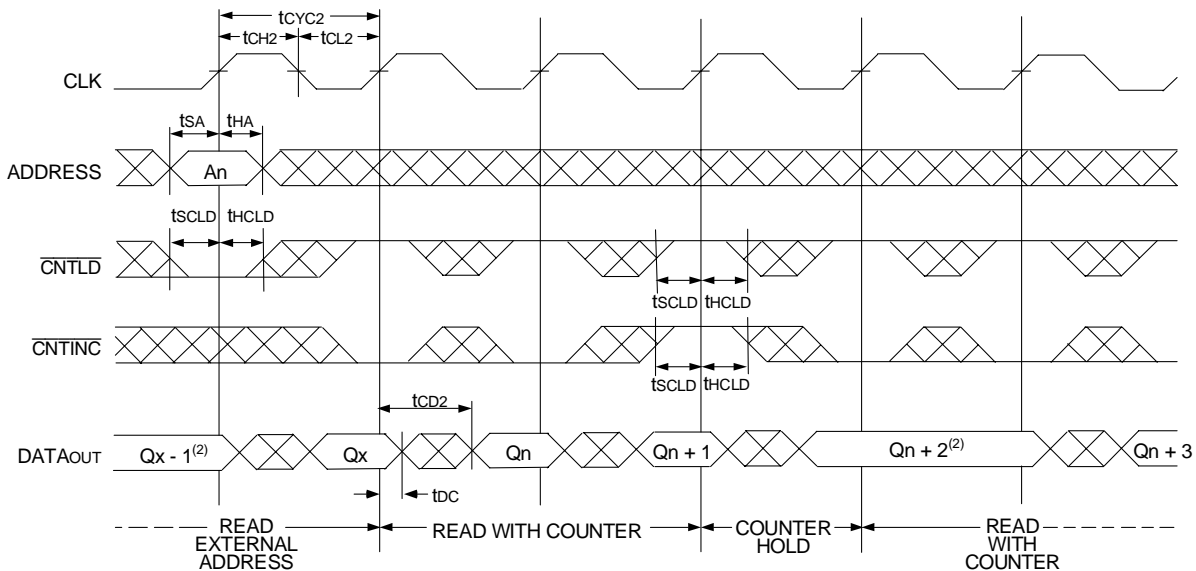 tCYC2
tCH2 tCL2
CLK
tSA tHA
ADDRESS An
tSCLD tHCLD
CNTLD
tSCLD tHCLD
CNTINC
tSCLD tHCLD
tCD2
DATAOUT Qx - 1(2) Qx Qn Qn + 1 Qn + 2(2) Qn + 3
tDC
READ
EXTERNAL
ADDRESS
READ WITH COUNTER
COUNTER
HOLD
READ
WITH
COUNTER